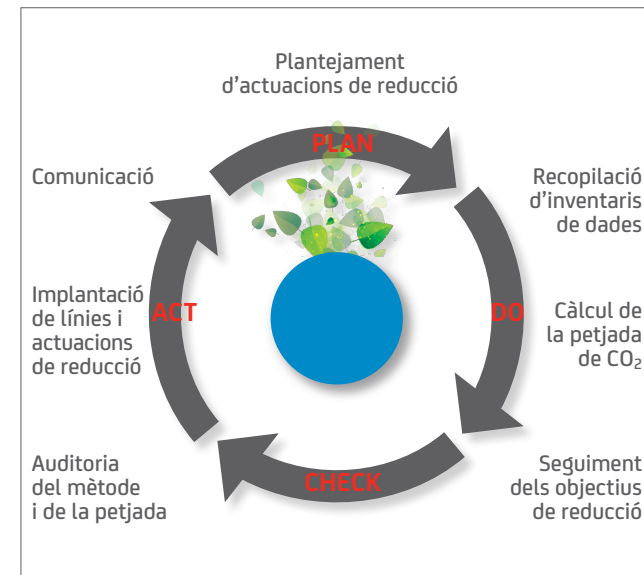 Plantejament
d’actuacions de reducció
PLAN
Recopilació
d’inventaris
de dades
DO
Càlcul de
la petjada
de CO₂
Seguiment
dels objectius
de reducció
CHECK
Auditoria
del mètode
i de la petjada
ACT
Implantació
de línies i
actuacions
de reducció
Comunicació